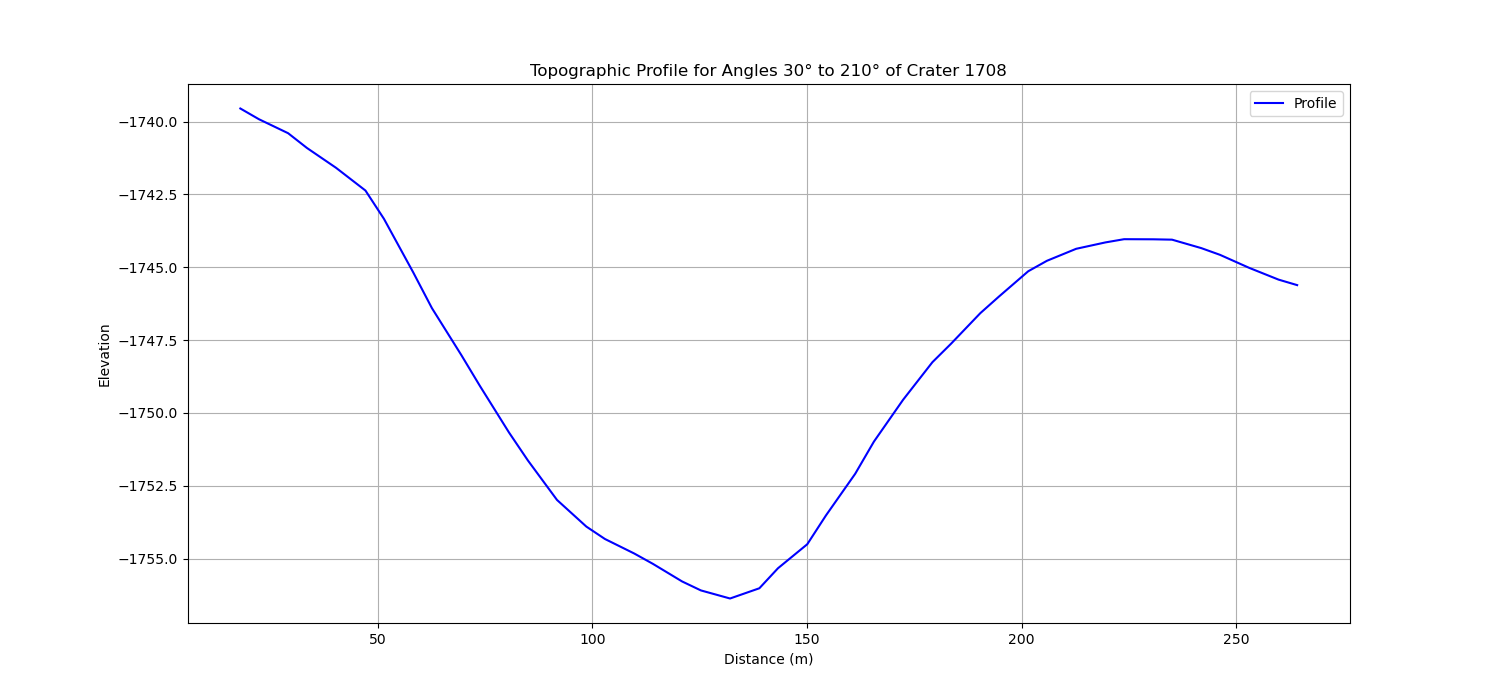 Topographic Profile for Angles 30° to 210° of Crater 1708
Profile
−1740.0
−1742.5
−1745.0
−1747.5
−1750.0
−1752.5
−1755.0
Elevation
50 100 150 200 250
Distance (m)